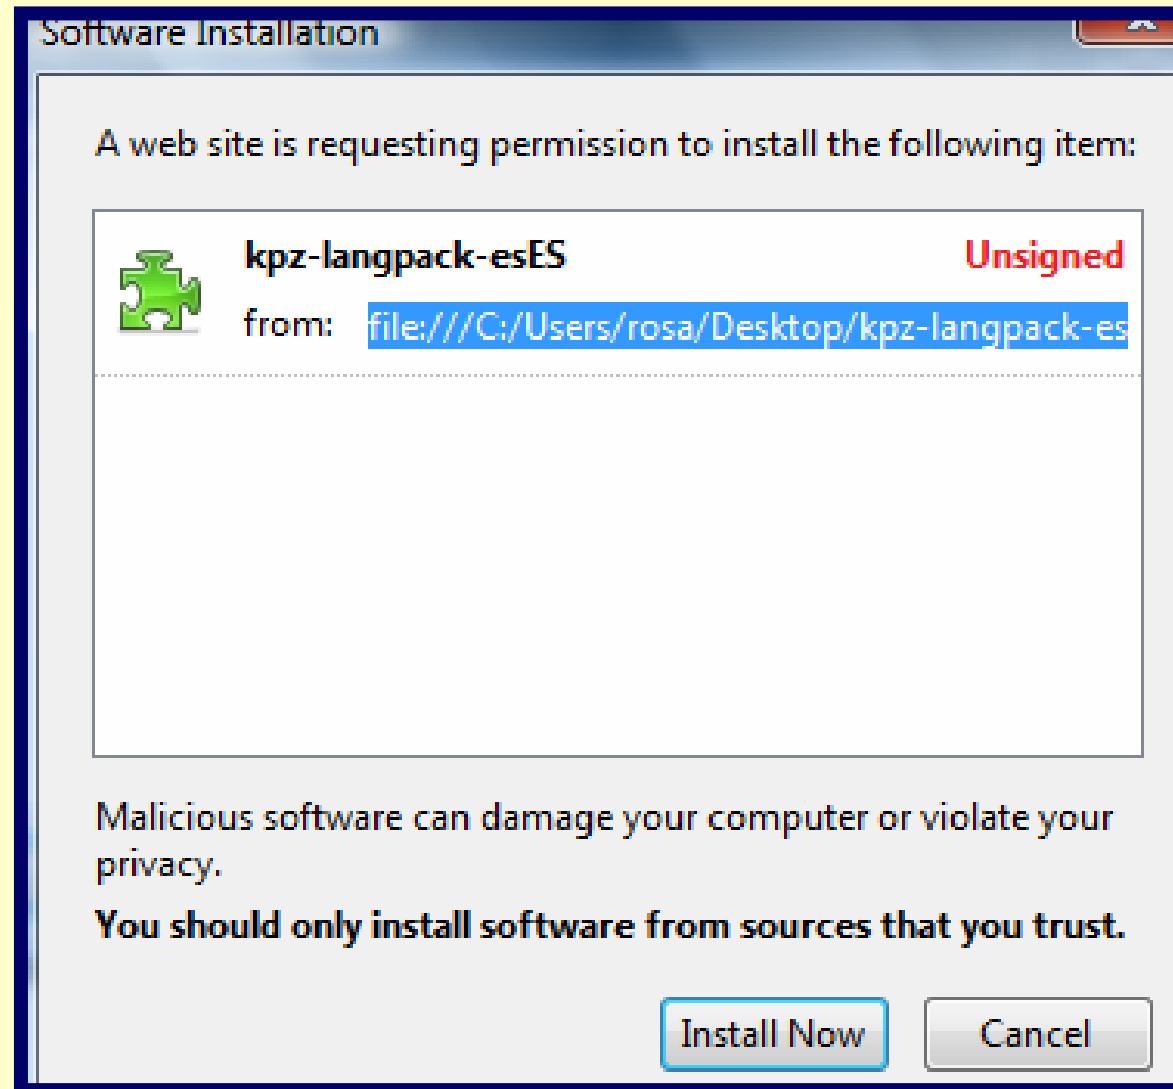 Software Installation
A web site is requesting permission to install the following item:
kpz-langpack-esES Unsigned
from: file:///C:/Users/rosa/Desktop/kpz-langpack-es
Malicious software can damage your computer or violate your
privacy.
You should only install software from sources that you trust.
Install Now Cancel